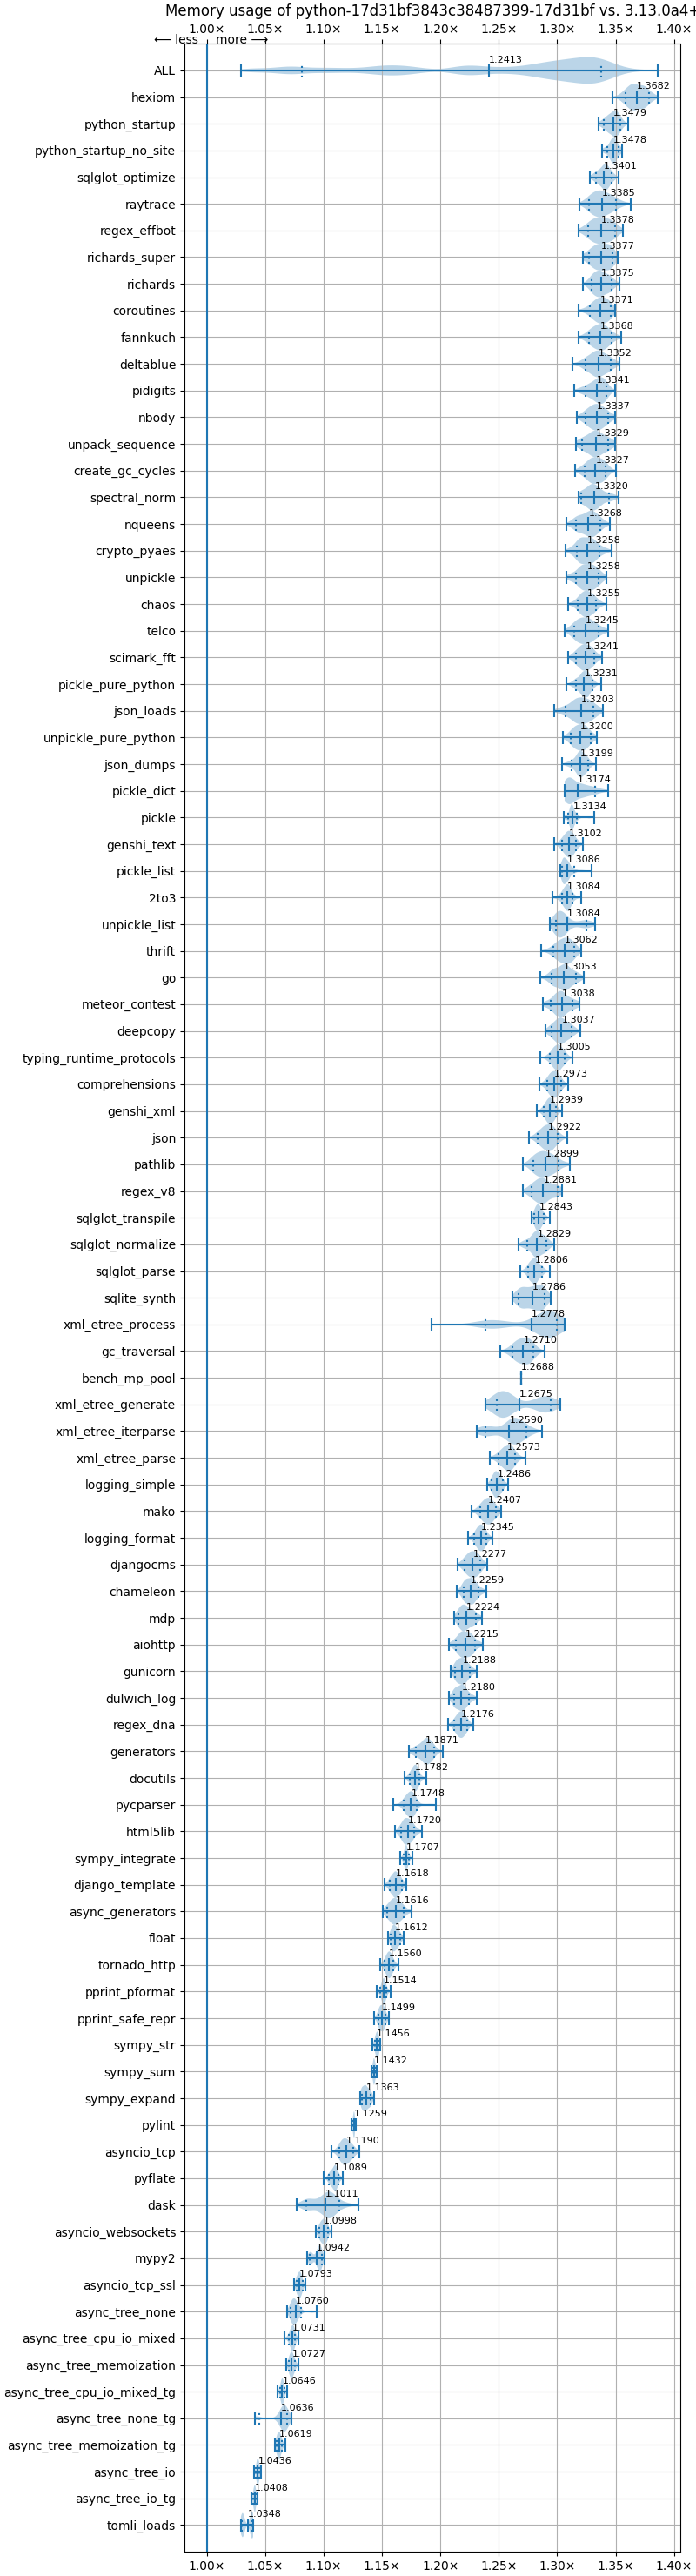 Memory usage of python-17d31bf3843c38487399-17d31bf vs. 3.13.0a4+
1.00× 1.05× 1.10× 1.15× 1.20× 1.25× 1.30× 1.35× 1.40×
⟵ less more ⟶
ALL 1.2413
hexiom 1.3682
python_startup 1.3479
python_startup_no_site 1.3478
sqlglot_optimize 1.3401
raytrace 1.3385
regex_effbot 1.3378
richards_super 1.3377
richards 1.3375
coroutines 1.3371
fannkuch 1.3368
deltablue 1.3352
pidigits 1.3341
nbody 1.3337
unpack_sequence 1.3329
create_gc_cycles 1.3327
spectral_norm 1.3320
nqueens 1.3268
crypto_pyaes 1.3258
unpickle 1.3258
chaos 1.3255
telco 1.3245
scimark_fft 1.3241
pickle_pure_python 1.3231
json_loads 1.3203
unpickle_pure_python 1.3200
json_dumps 1.3199
pickle_dict 1.3174
pickle 1.3134
genshi_text 1.3102
pickle_list 1.3086
2to3 1.3084
unpickle_list 1.3084
thrift 1.3062
go 1.3053
meteor_contest 1.3038
deepcopy 1.3037
typing_runtime_protocols 1.3005
comprehensions 1.2973
genshi_xml 1.2939
json 1.2922
pathlib 1.2899
regex_v8 1.2881
sqlglot_transpile 1.2843
sqlglot_normalize 1.2829
sqlglot_parse 1.2806
sqlite_synth 1.2786
xml_etree_process 1.2778
gc_traversal 1.2710
bench_mp_pool 1.2688
xml_etree_generate 1.2675
xml_etree_iterparse 1.2590
xml_etree_parse 1.2573
logging_simple 1.2486
mako 1.2407
logging_format 1.2345
djangocms 1.2277
chameleon 1.2259
mdp 1.2224
aiohttp 1.2215
gunicorn 1.2188
dulwich_log 1.2180
regex_dna 1.2176
generators 1.1871
docutils 1.1782
pycparser 1.1748
html5lib 1.1720
sympy_integrate 1.1707
django_template 1.1618
async_generators 1.1616
float 1.1612
tornado_http 1.1560
pprint_pformat 1.1514
pprint_safe_repr 1.1499
sympy_str 1.1456
sympy_sum 1.1432
sympy_expand 1.1363
pylint 1.1259
asyncio_tcp 1.1190
pyflate 1.1089
dask 1.1011
asyncio_websockets 1.0998
mypy2 1.0942
asyncio_tcp_ssl 1.0793
async_tree_none 1.0760
async_tree_cpu_io_mixed 1.0731
async_tree_memoization 1.0727
async_tree_cpu_io_mixed_tg 1.0646
async_tree_none_tg 1.0636
async_tree_memoization_tg 1.0619
async_tree_io 1.0436
async_tree_io_tg 1.0408
tomli_loads 1.0348
1.00× 1.05× 1.10× 1.15× 1.20× 1.25× 1.30× 1.35× 1.40×